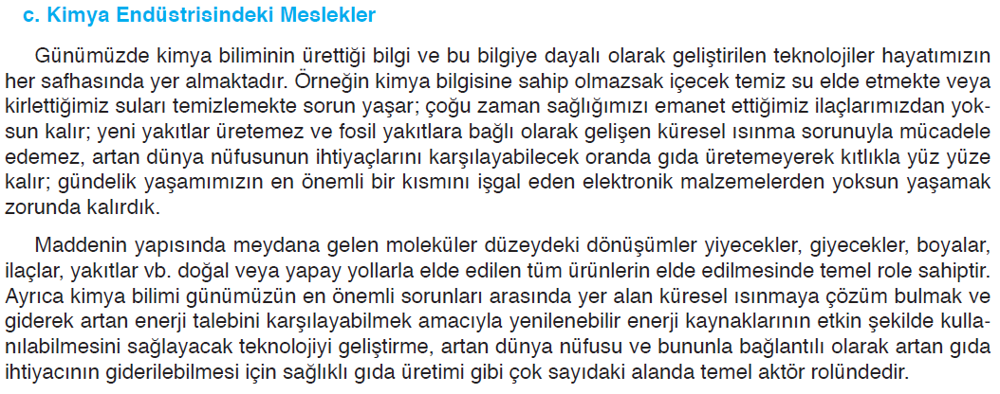 c. Kimya Endüstrisindeki Meslekler
Günümüzde kimya biliminin ürettiği bilgi ve bu bilgiye dayalı olarak geliştirilen teknolojiler hayatımızın
her safhasında yer almaktadır. Örneğin kimya bilgisine sahip olmazsak içecek temiz su elde etmekte veya
kirlettiğimiz suları temizlemekte sorun yaşar; çoğu zaman sağlığımızı emanet ettiğimiz ilaçlarımızdan yok-
sun kalır; yeni yakıtlar üretemez ve fosil yakıtlara bağlı olarak gelişen küresel ısınma sorunuyla mücadele
edemez, artan dünya nüfusunun ihtiyaçlarını karşılayabilecek oranda gıda üretemeyerek kıtlıkla yüz yüze
kalır; gündelik yaşamımızın en önemli bir kısmını işgal eden elektronik malzemelerden yoksun yaşamak
zorunda kalırdık.
Maddenin yapısında meydana gelen moleküler düzeydeki dönüşümler yiyecekler, giyecekler, boyalar,
ilaçlar, yakıtlar vb. doğal veya yapay yollarla elde edilen tüm ürünlerin elde edilmesinde temel role sahiptir.
Ayrıca kimya bilimi günümüzün en önemli sorunları arasında yer alan küresel ısınmaya çözüm bulmak ve
giderek artan enerji talebini karşılayabilmek amacıyla yenilenebilir enerji kaynaklarının etkin şekilde kulla-
nılabilmesini sağlayacak teknolojiyi geliştirme, artan dünya nüfusu ve bununla bağlantılı olarak artan gıda
ihtiyacının giderilebilmesi için sağlıklı gıda üretimi gibi çok sayıdaki alanda temel aktör rolündedir.